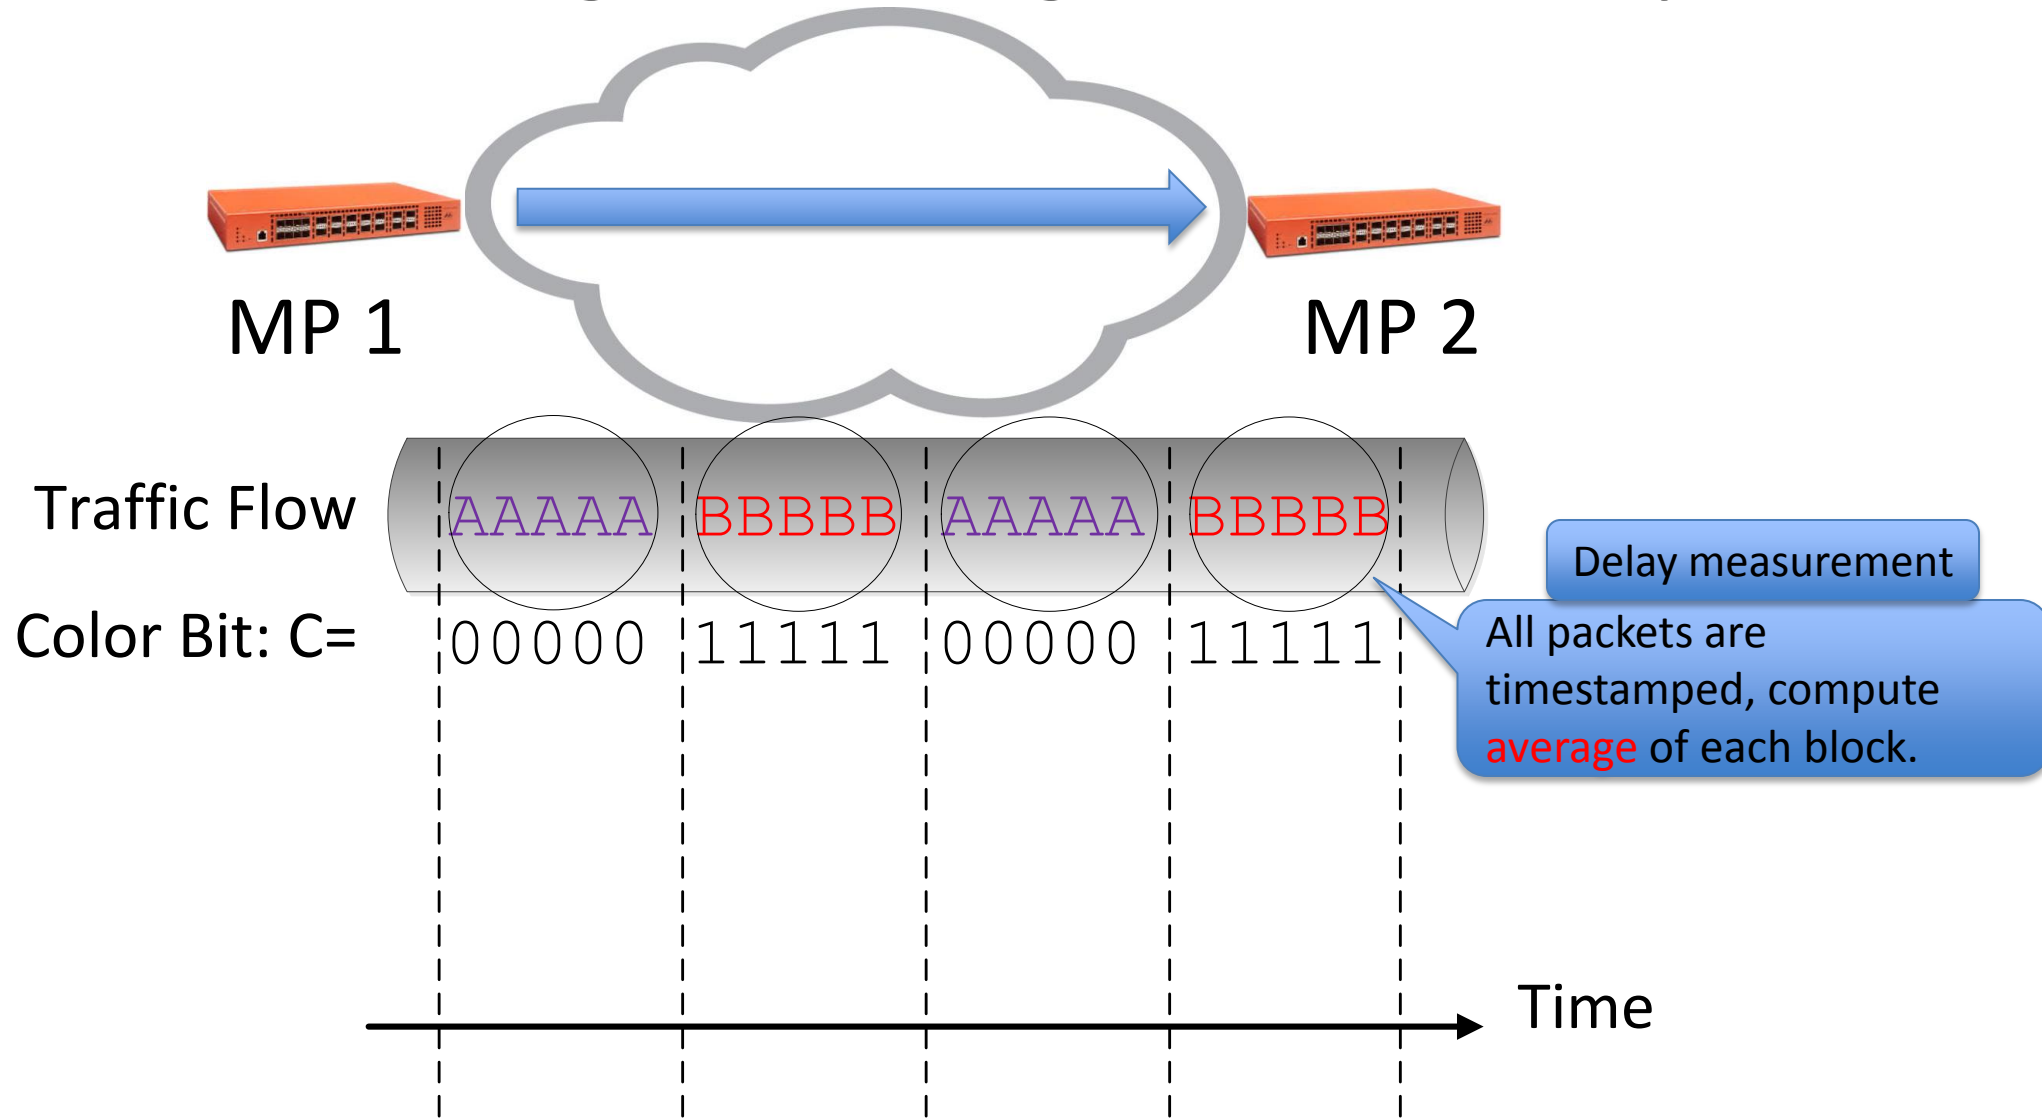 MP 1
MP 2
Traffic Flow
AAAAA BBBBB AAAAA BBBBB
Color Bit: C=
00000 11111 00000 11111
Delay measurement
All packets are
timestamped, compute
average of each block.
Time